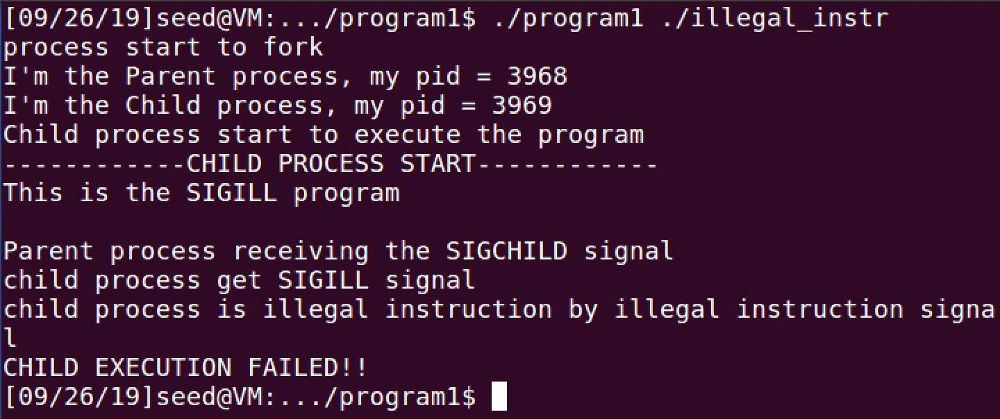 [09/26/19]seed@VM:.../program1$ ./program1 ./illegal_instr
process start to fork
I'm the Parent process, my pid = 3968
I'm the Child process, my pid = 3969
Child process start to execute the program
------------CHILD PROCESS START------------
This is the SIGILL program
Parent process receiving the SIGCHILD signal
child process get SIGILL signal
child process is illegal instruction by illegal instruction signa
l
CHILD EXECUTION FAILED!!
[09/26/19]seed@VM:.../program1$